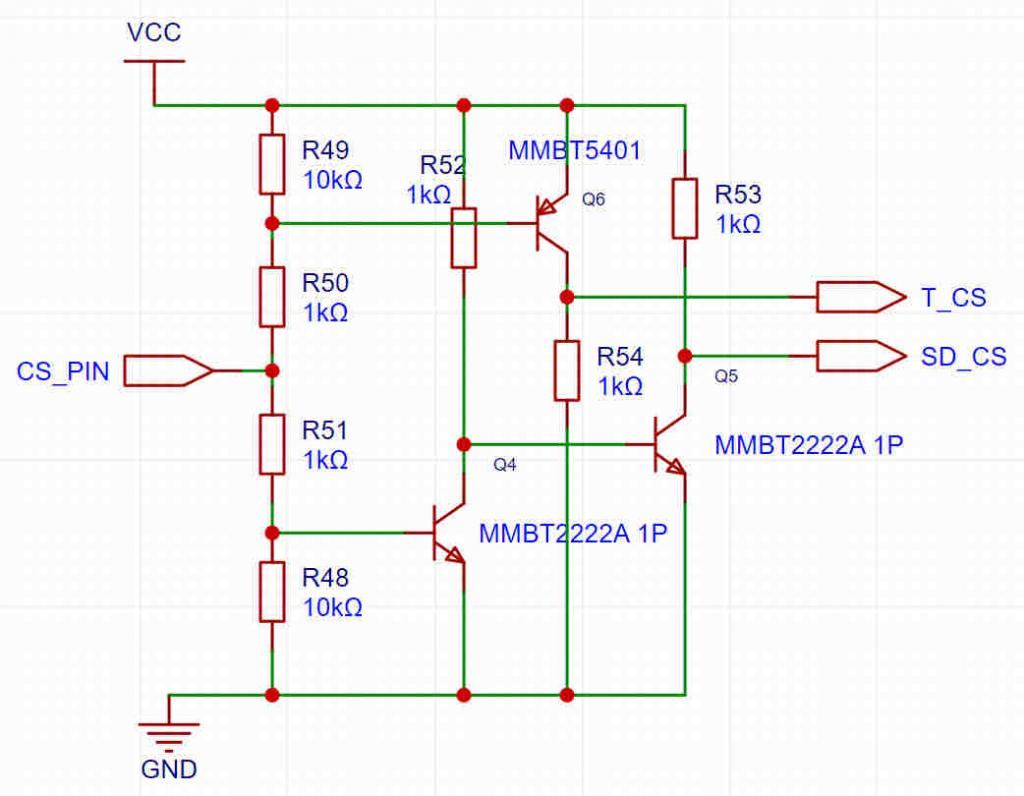 VCC
R49
10kΩ
R52
1kΩ
MMBT5401
Q6
R53
1kΩ
R50
1kΩ
T_CS
CS_PIN
R54
1kΩ
SD_CS
Q5
R51
1kΩ
MMBT2222A 1P
Q4
MMBT2222A 1P
R48
10kΩ
GND